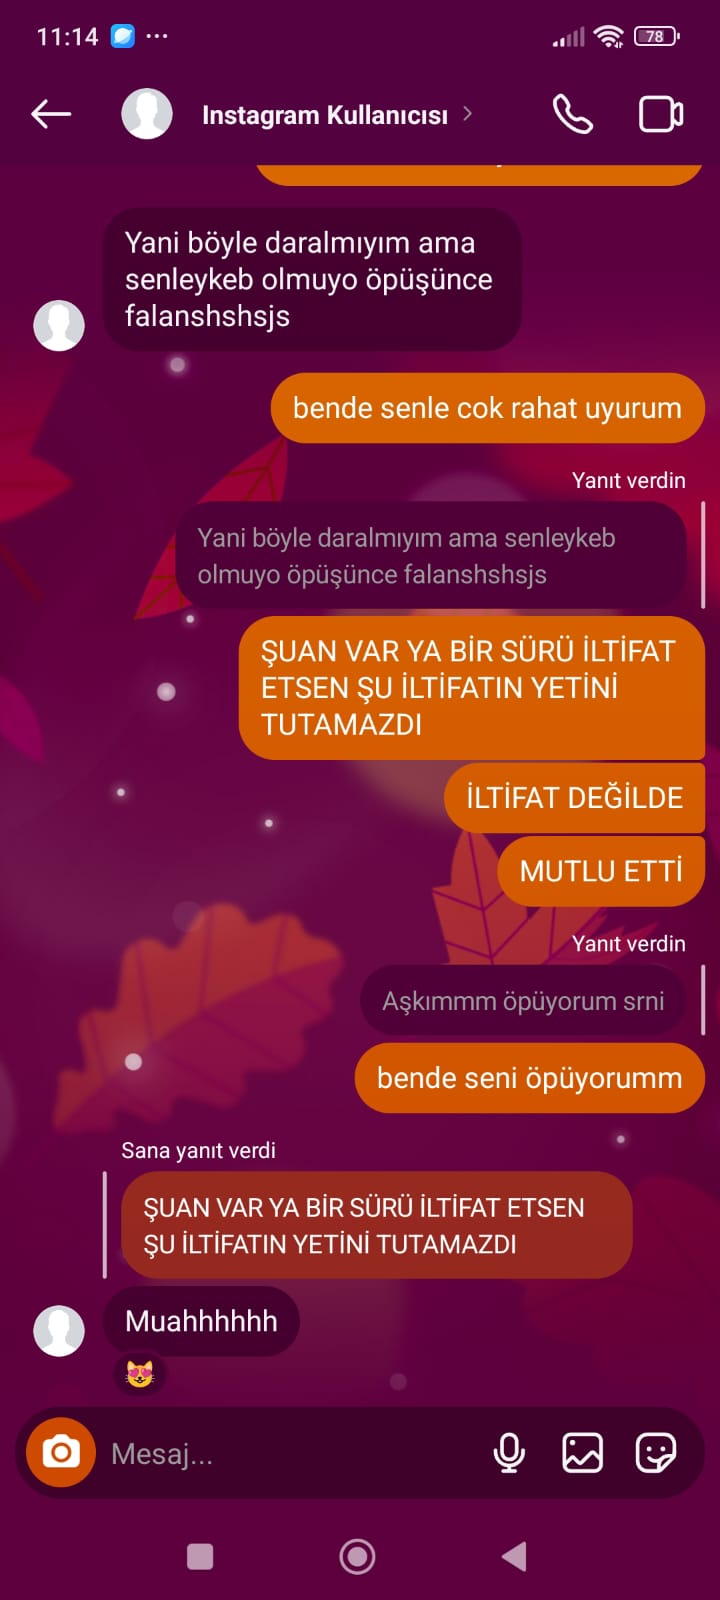 11:14
78
Instagram Kullanıcısı
Yani böyle daralmıyım ama
senleykeb olmuyo öpüşünce
falanshshsjs
bende senle cok rahat uyurum
Yanıt verdin
Yani böyle daralmıyım ama senleykeb
olmuyo öpüşünce falanshshsjs
ŞUAN VAR YA BİR SÜRÜ İLTİFAT
ETSEN ŞU İLTİFATIN YETİNİ
TUTAMAZDI
İLTİFAT DEĞİLDE
MUTLU ETTİ
Yanıt verdin
Aşkımmm öpüyorum srni
bende seni öpüyorumm
Sana yanıt verdi
ŞUAN VAR YA BİR SÜRÜ İLTİFAT ETSEN
ŞU İLTİFATIN YETİNİ TUTAMAZDI
Muahhhhhh
Mesaj...